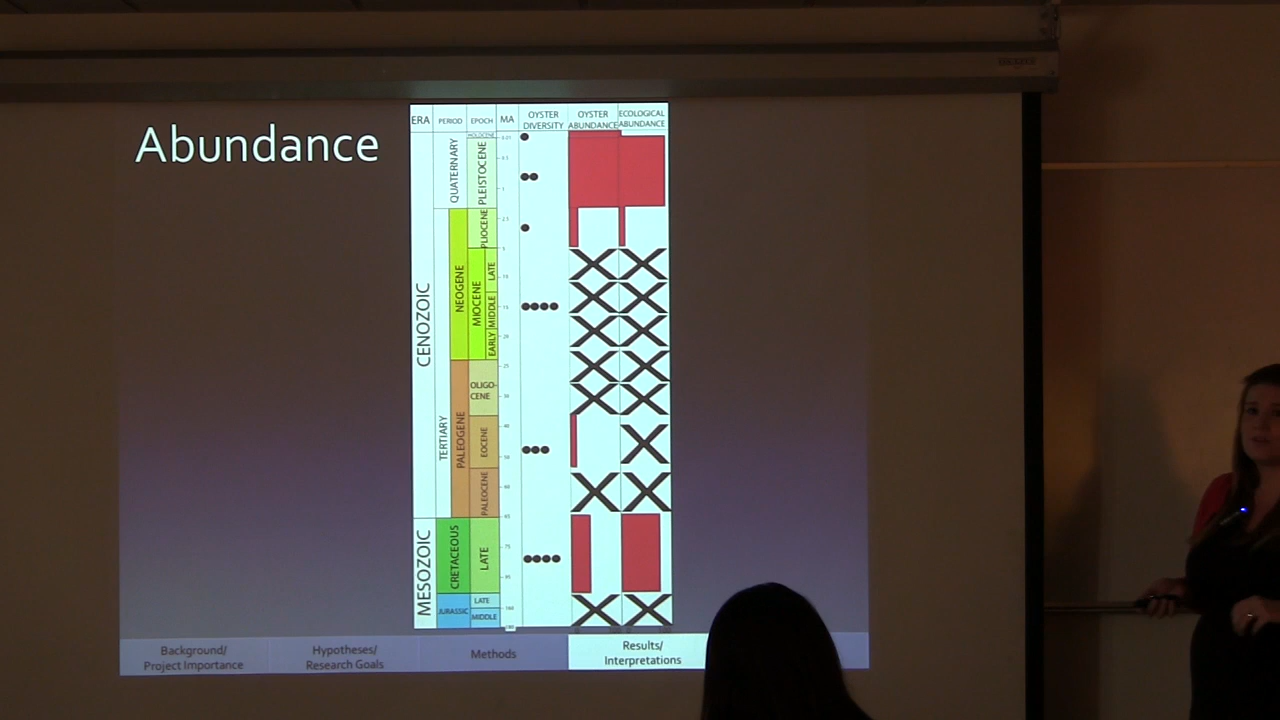 Abundance
ERA PERIOD EPOCH MA OYSTER DIVERSITY OYSTER ABUNDANCE ECOLOGICAL ABUNDANCE
CENOZOIC
QUATERNARY
HOLOCENE
PLEISTOCENE
TERTIARY
NEOGENE
PLIOCENE
MIOCENE
LATE
MIDDLE
EARLY
PALEOGENE
OLIGO-
CENE
EOCENE
PALEOCENE
MESOZOIC
CRETACEOUS
LATE
JURASSIC
LATE
MIDDLE
Background/
Project Importance
Hypotheses/
Research Goals
Methods
Results/
Interpretations